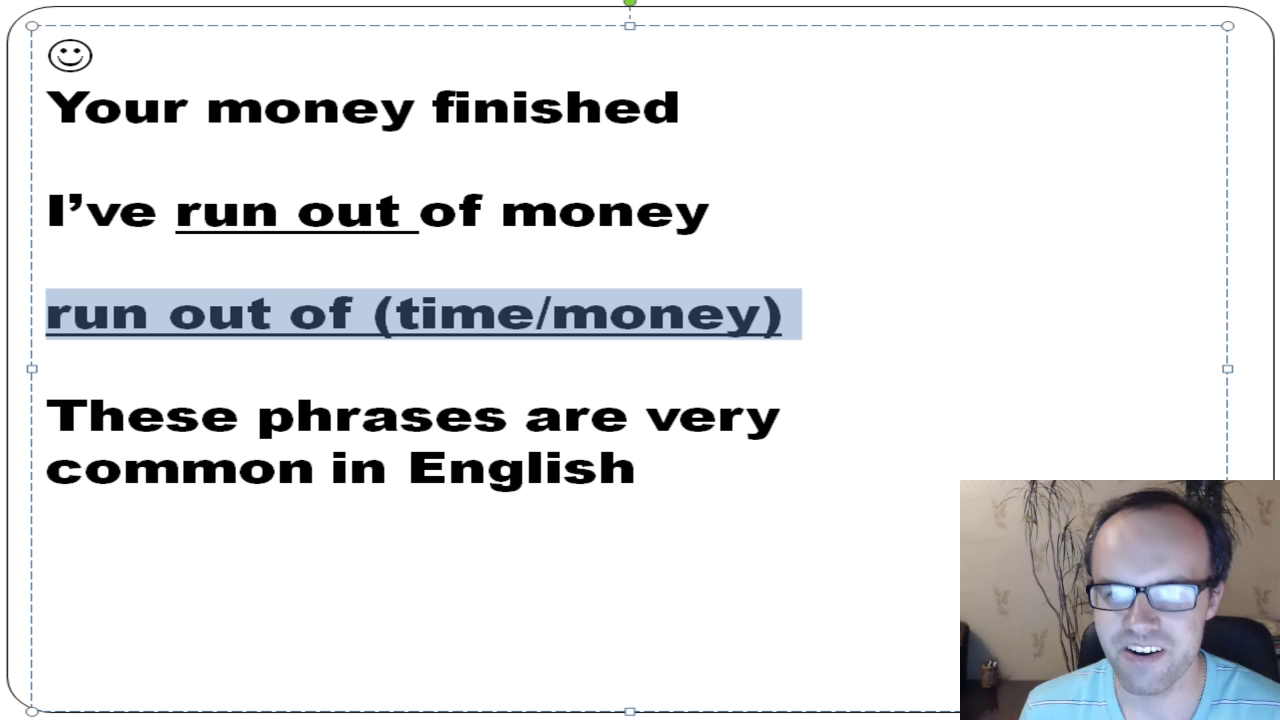 Your money finished
I’ve run out of money
run out of (time/money)
These phrases are very
common in English